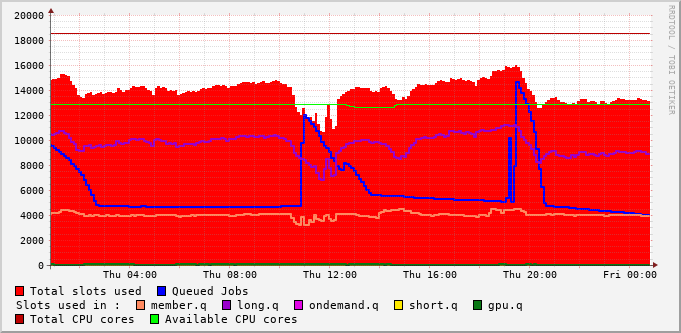 20000
18000
16000
14000
12000
10000
8000
6000
4000
2000
0
Thu 04:00 Thu 08:00 Thu 12:00 Thu 16:00 Thu 20:00 Fri 00:00
Total slots used Queued Jobs
Slots used in : member.q long.q ondemand.q short.q gpu.q
Total CPU cores Available CPU cores
RRDTOOL / TOBI OETIKER